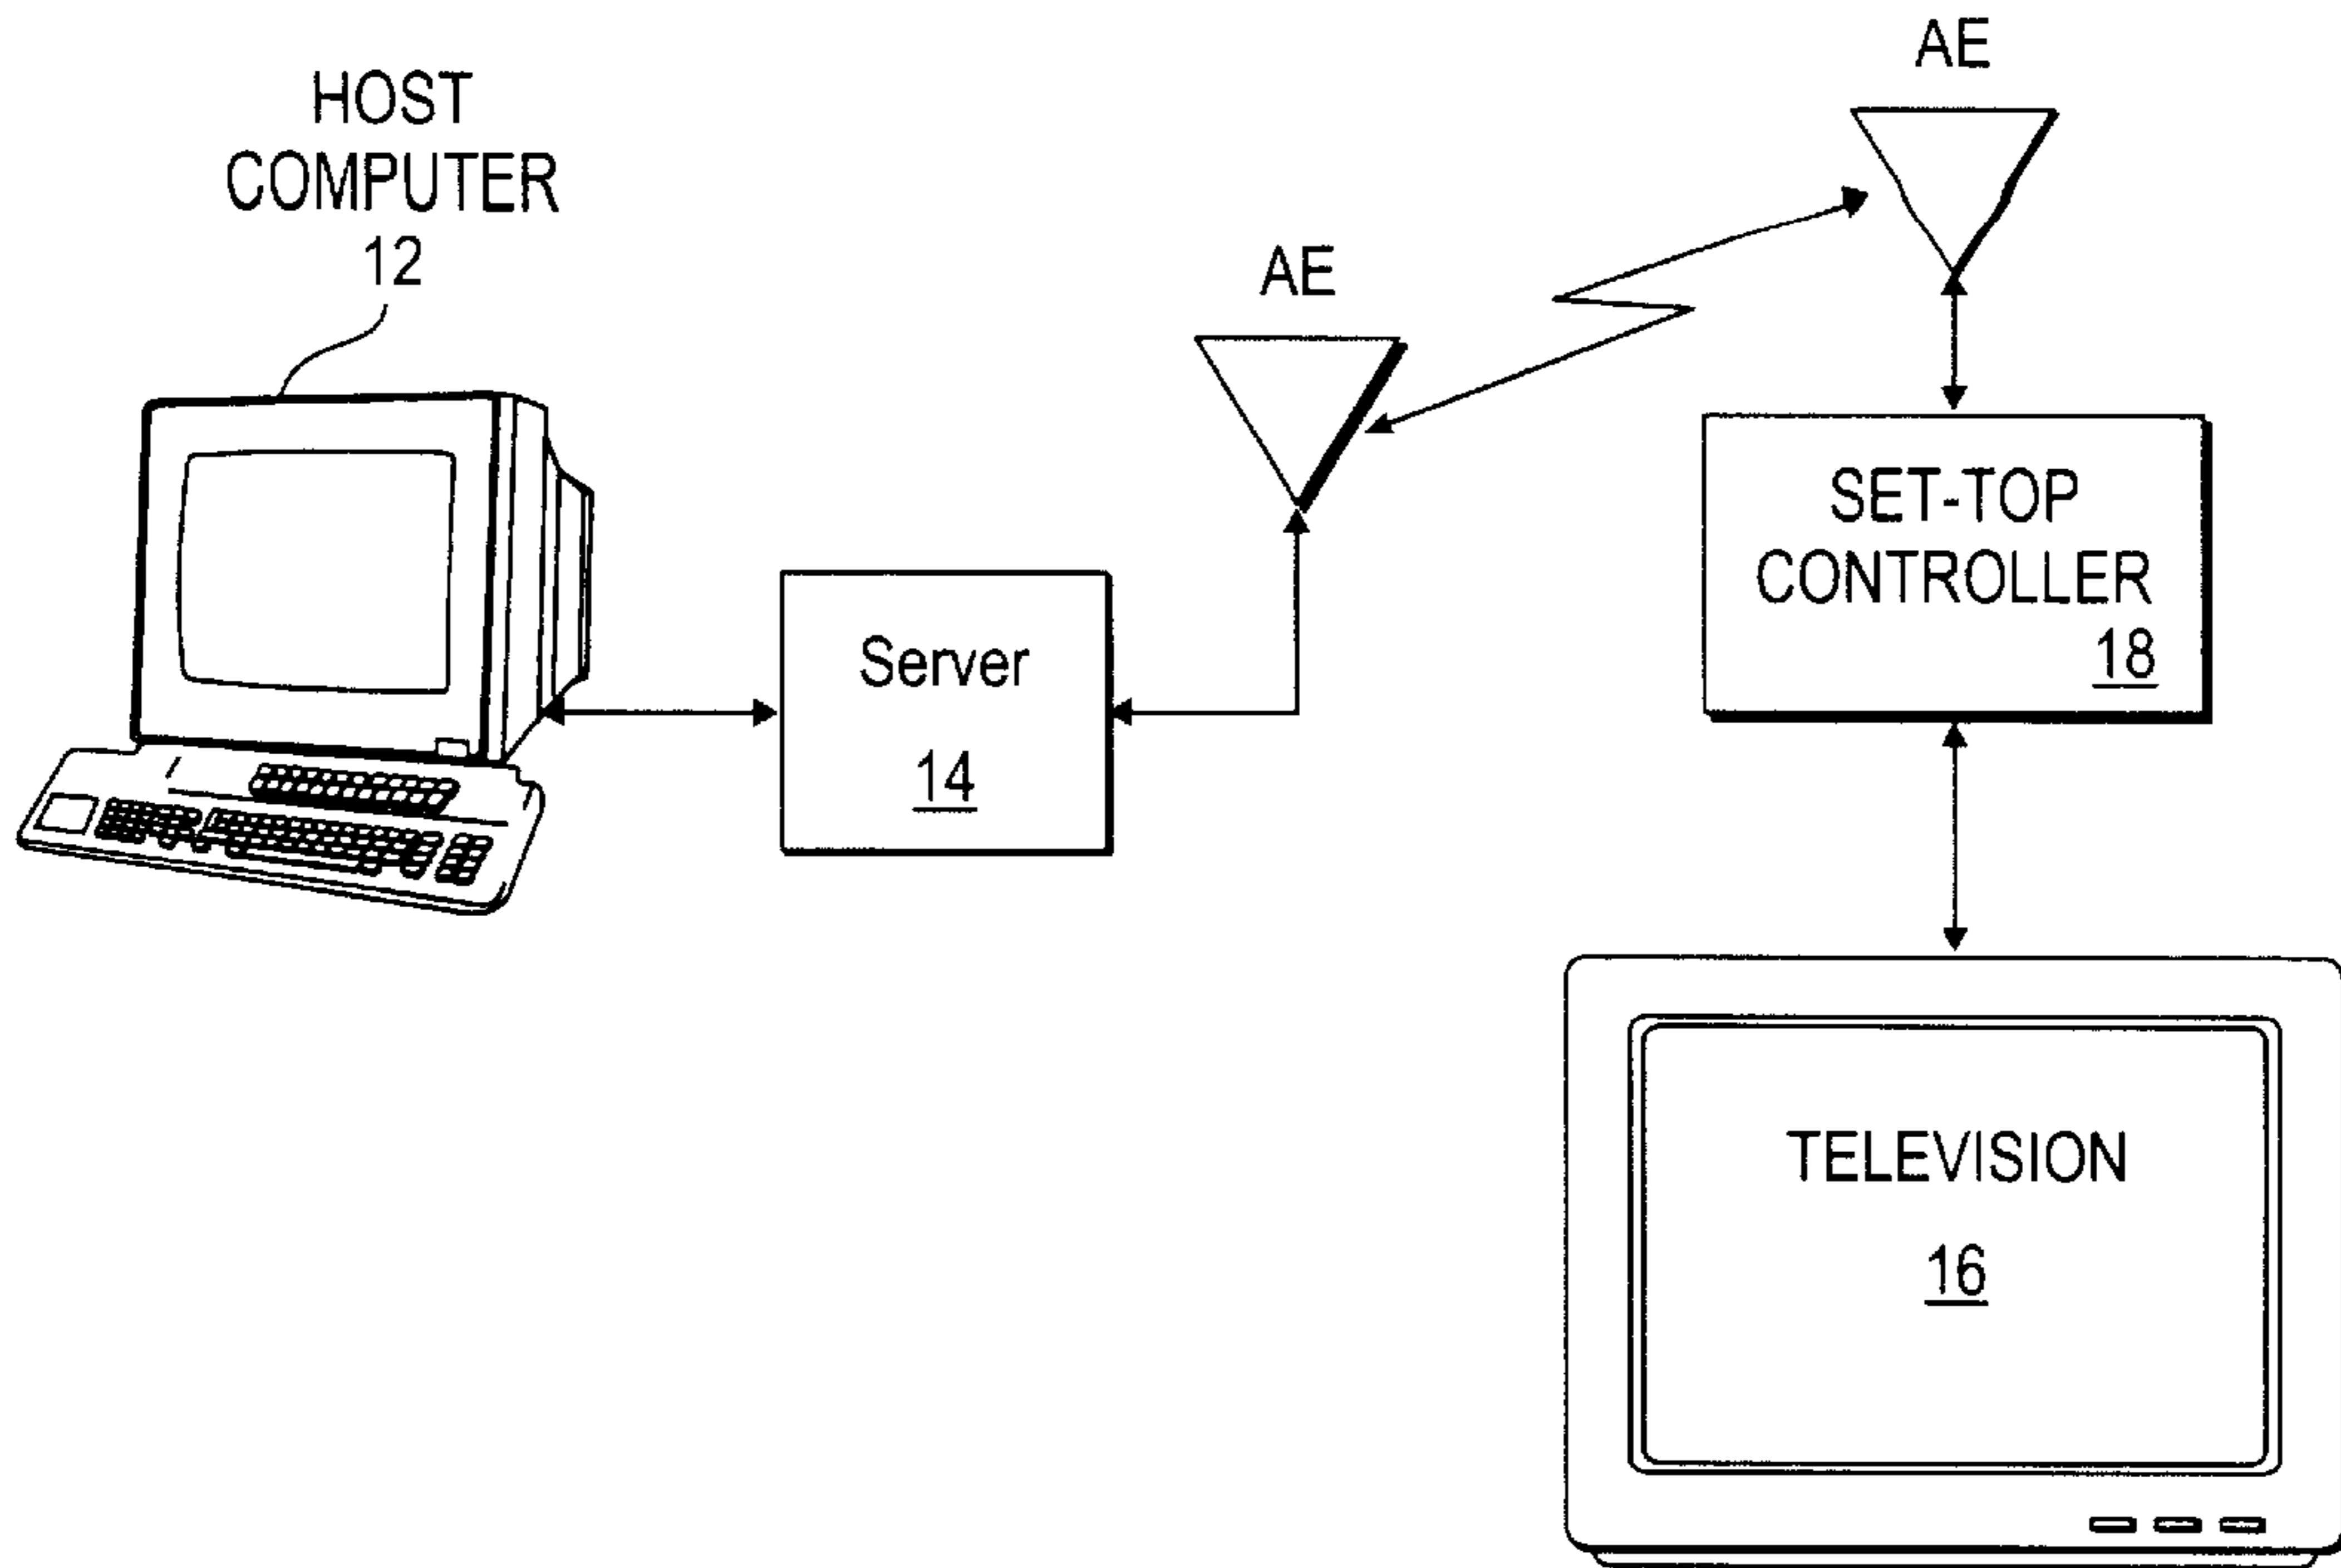 HOST
COMPUTER
12
AE
AE
SET-TOP
CONTROLLER
18
Server
14
TELEVISION
16